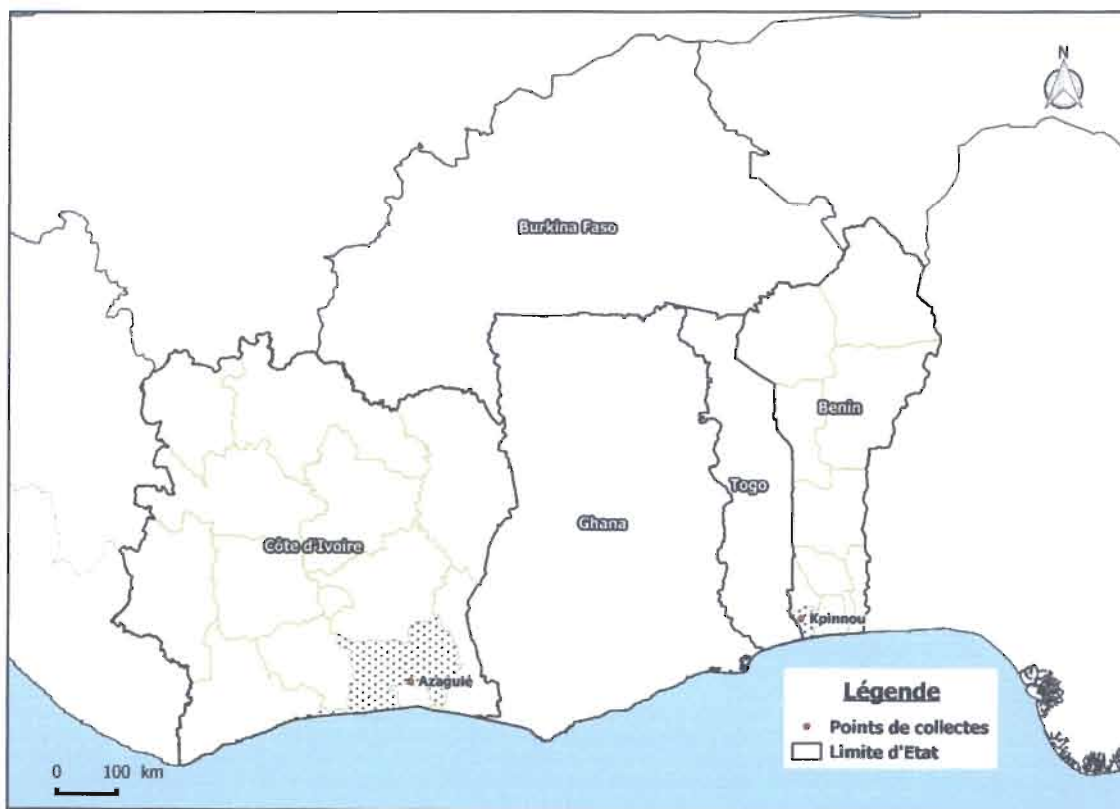 N
Burkina Faso
Benin
Togo
Ghana
Côte d'Ivoire
Kpinnou
Azaguié
Légende
Points de collectes
Limite d'Etat
0 100 km